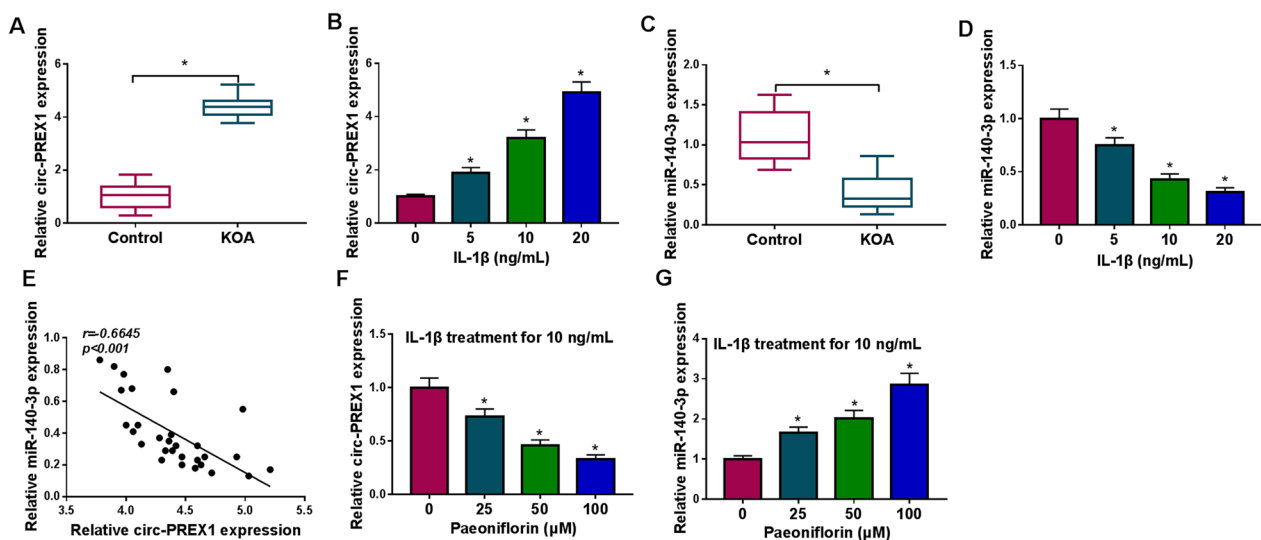 A
Relative circ-PREX1 expression
6
4
2
0
*
Control KOA
B
Relative circ-PREX1 expression
6
4
2
0
* * *
0 5 10 20
IL-1β (ng/mL)
C
Relative miR-140-3p expression
2.0
1.5
1.0
0.5
0.0
*
Control KOA
D
Relative miR-140-3p expression
1.5
1.0
0.5
0.0
* * *
0 5 10 20
IL-1β (ng/mL)
E
Relative miR-140-3p expression
r=-0.6645
p<0.001
1.0
0.8
0.6
0.4
0.2
0.0
3.5 4.0 4.5 5.0 5.5
Relative circ-PREX1 expression
F
Relative circ-PREX1 expression
IL-1β treatment for 10 ng/mL
1.5
1.0
0.5
0.0
* * *
0 25 50 100
Paeoniflorin (μM)
G
Relative miR-140-3p expression
IL-1β treatment for 10 ng/mL
4
3
2
1
0
* * *
0 25 50 100
Paeoniflorin (μM)